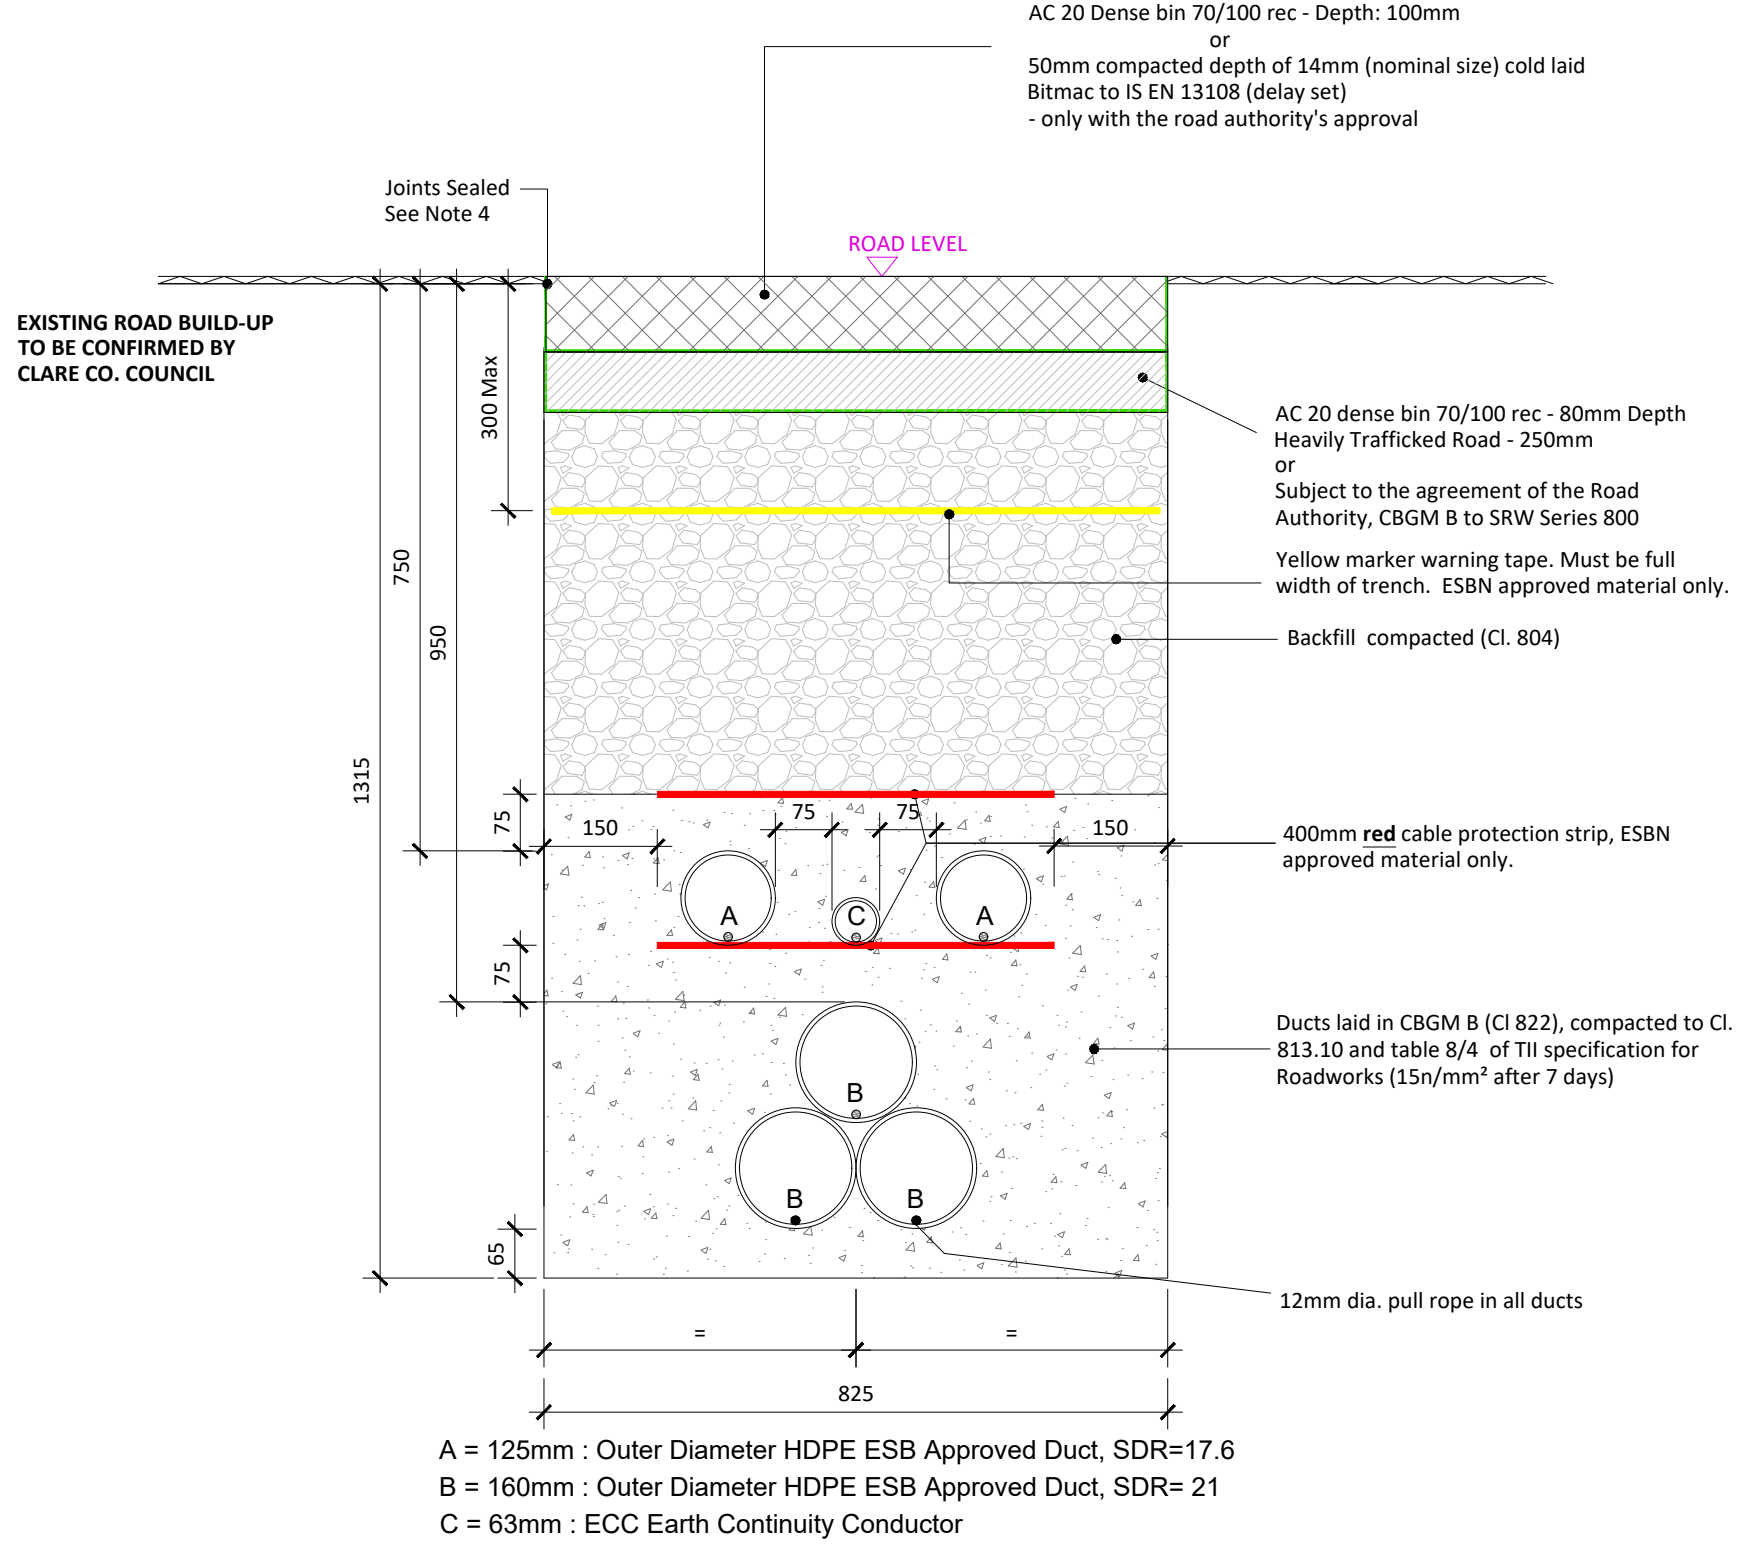 AC 20 Dense bin 70/100 rec - Depth: 100mm
or
50mm compacted depth of 14mm (nominal size) cold laid
Bitmac to IS EN 13108 (delay set)
- only with the road authority's approval
Joints Sealed
See Note 4
ROAD LEVEL
EXISTING ROAD BUILD-UP
TO BE CONFIRMED BY
CLARE CO. COUNCIL
300 Max
AC 20 dense bin 70/100 rec - 80mm Depth
Heavily Trafficked Road - 250mm
or
Subject to the agreement of the Road
Authority, CBGM B to SRW Series 800
Yellow marker warning tape. Must be full
width of trench. ESBN approved material only.
750
950
Backfill compacted (Cl. 804)
1315
75
150
75
75
150
400mm red cable protection strip, ESBN
approved material only.
A
C
A
75
Ducts laid in CBGM B (Cl 822), compacted to Cl.
813.10 and table 8/4 of TII specification for
Roadworks (15n/mm² after 7 days)
B
B
B
65
12mm dia. pull rope in all ducts
=
=
825
A = 125mm : Outer Diameter HDPE ESB Approved Duct, SDR=17.6
B = 160mm : Outer Diameter HDPE ESB Approved Duct, SDR= 21
C = 63mm : ECC Earth Continuity Conductor